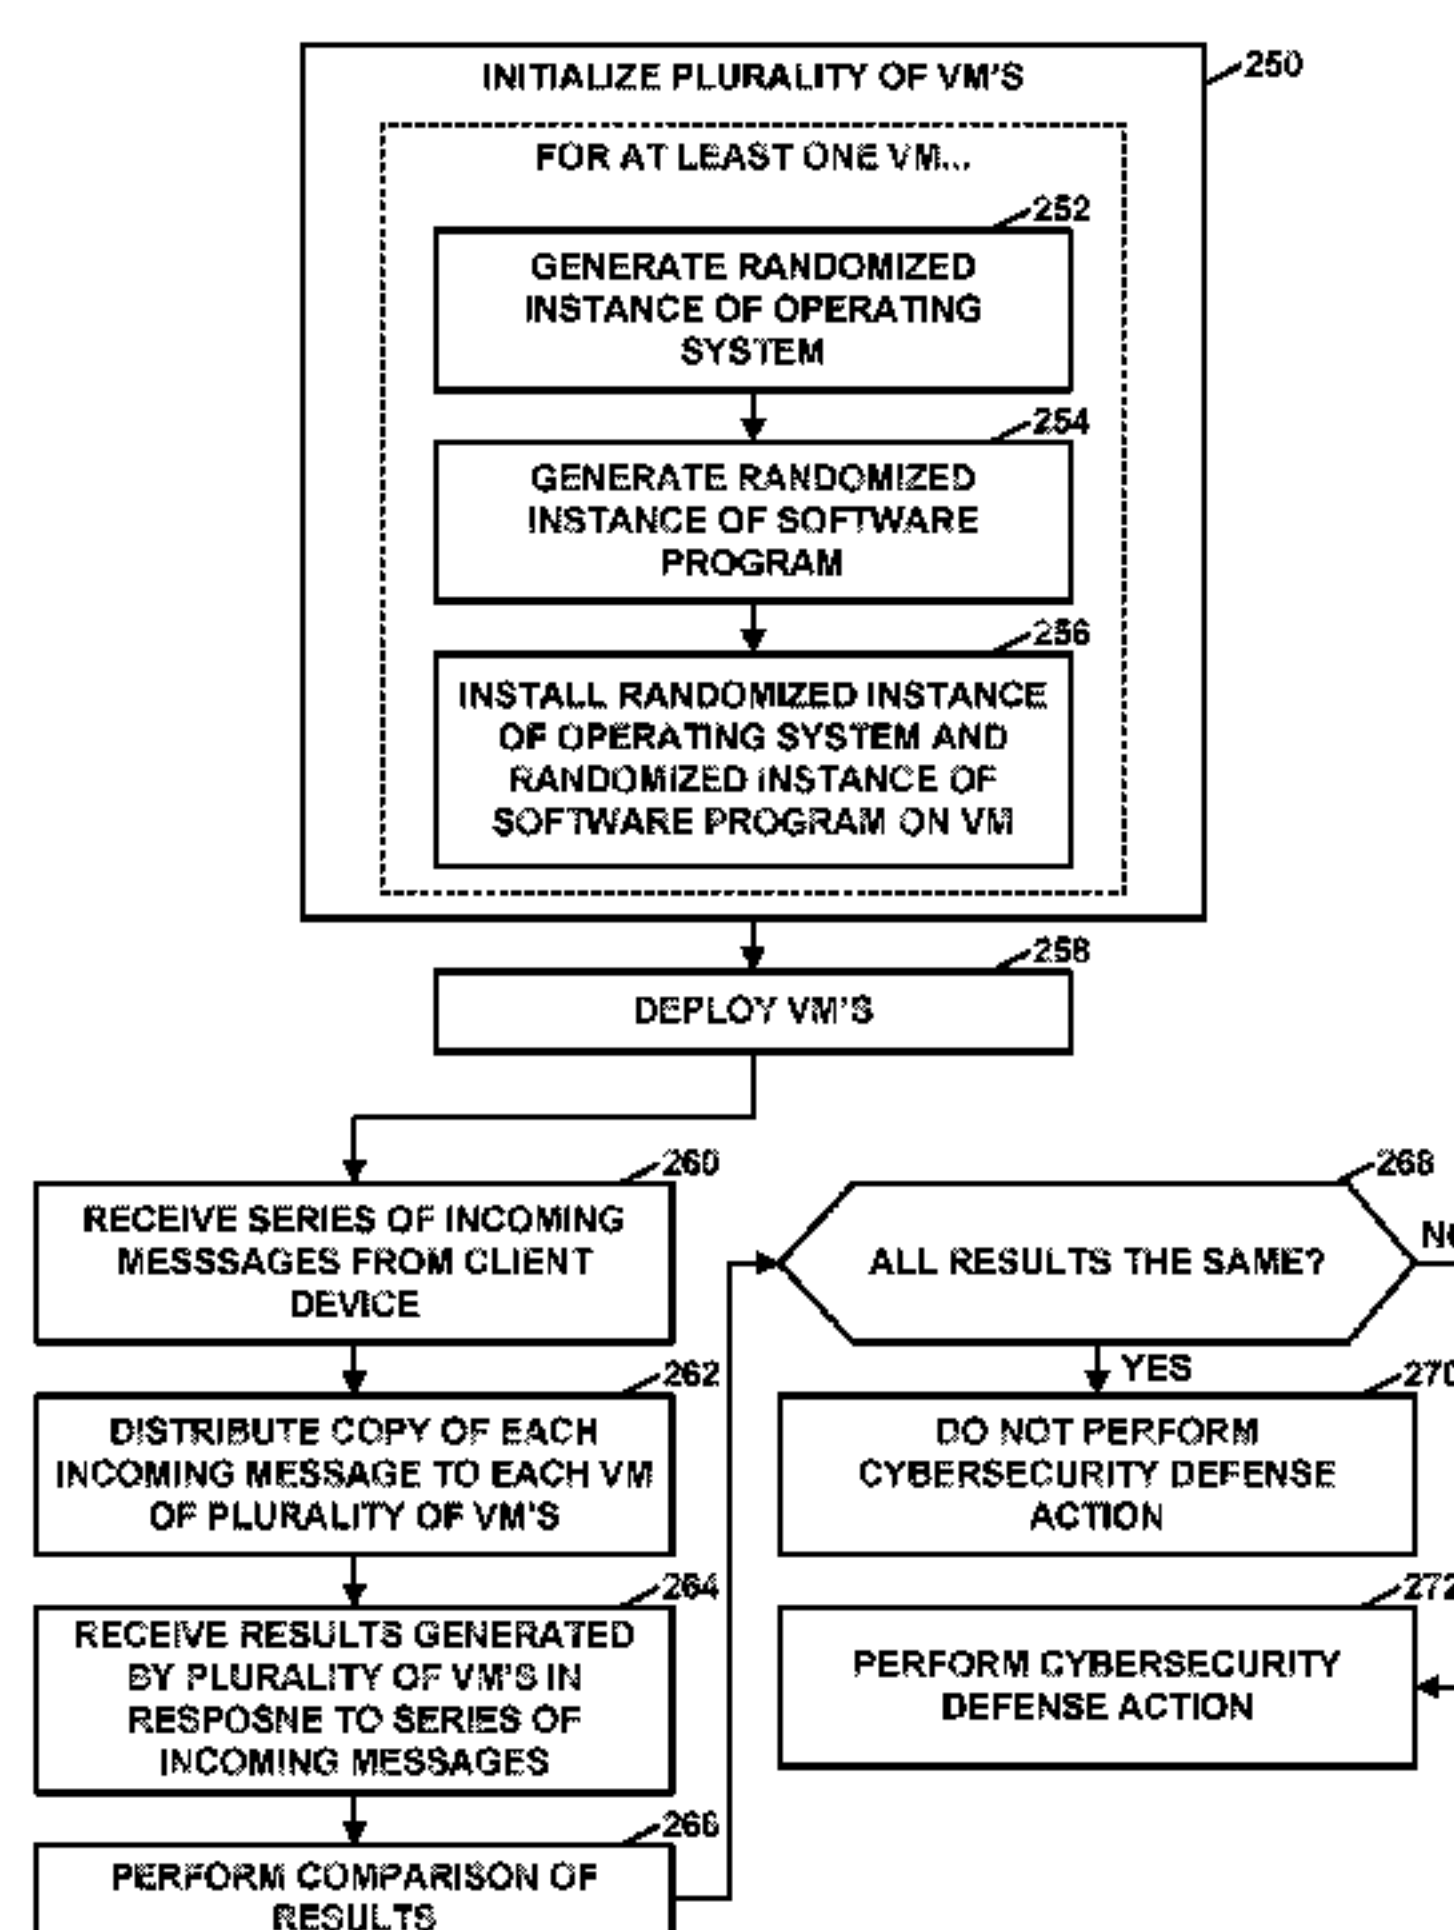 INITIALIZE PLURALITY OF VM'S
250
FOR AT LEAST ONE VM...
252
GENERATE RANDOMIZED
INSTANCE OF OPERATING
SYSTEM
254
GENERATE RANDOMIZED
INSTANCE OF SOFTWARE
PROGRAM
256
INSTALL RANDOMIZED INSTANCE
OF OPERATING SYSTEM AND
RANDOMIZED INSTANCE OF
SOFTWARE PROGRAM ON VM
258
DEPLOY VM'S
260
RECEIVE SERIES OF INCOMING
MESSSAGES FROM CLIENT
DEVICE
262
DISTRIBUTE COPY OF EACH
INCOMING MESSAGE TO EACH VM
OF PLURALITY OF VM'S
264
RECEIVE RESULTS GENERATED
BY PLURALITY OF VM'S IN
RESPOSNE TO SERIES OF
INCOMING MESSAGES
266
PERFORM COMPARISON OF
RESULTS
268
ALL RESULTS THE SAME?
YES
270
DO NOT PERFORM
CYBERSECURITY DEFENSE
ACTION
272
PERFORM CYBERSECURITY
DEFENSE ACTION